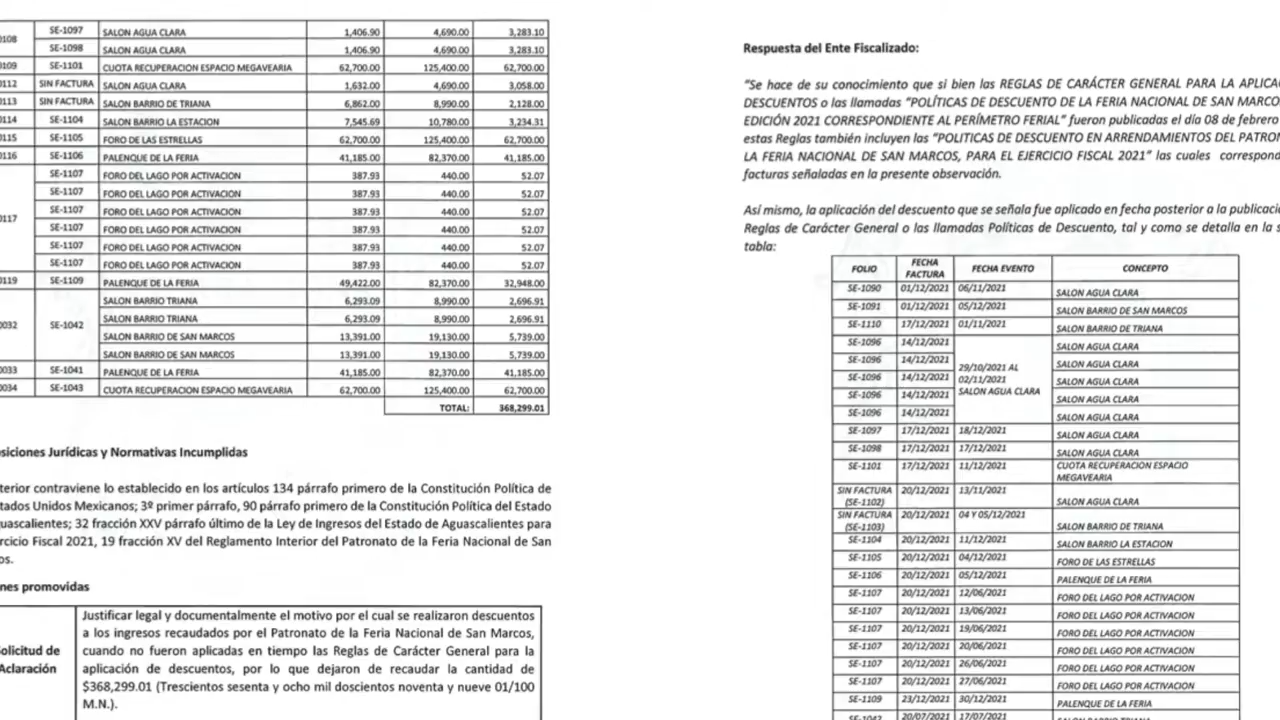 0108 SE-1097 SALON AGUA CLARA 1,406.90 4,690.00 3,283.10
SE-1098 SALON AGUA CLARA 1,406.90 4,690.00 3,283.10
0109 SE-1101 CUOTA RECUPERACION ESPACIO MEGAVEARIA 62,700.00 125,400.00 62,700.00
0112 SIN FACTURA SALON AGUA CLARA 1,632.00 4,690.00 3,058.00
0113 SIN FACTURA SALON BARRIO DE TRIANA 6,862.00 8,990.00 2,128.00
0114 SE-1104 SALON BARRIO LA ESTACION 7,545.69 10,780.00 3,234.31
0115 SE-1105 FORO DE LAS ESTRELLAS 62,700.00 125,400.00 62,700.00
0116 SE-1106 PALENQUE DE LA FERIA 41,185.00 82,370.00 41,185.00
0117 SE-1107 FORO DEL LAGO POR ACTIVACION 387.93 440.00 52.07
SE-1107 FORO DEL LAGO POR ACTIVACION 387.93 440.00 52.07
SE-1107 FORO DEL LAGO POR ACTIVACION 387.93 440.00 52.07
SE-1107 FORO DEL LAGO POR ACTIVACION 387.93 440.00 52.07
SE-1107 FORO DEL LAGO POR ACTIVACION 387.93 440.00 52.07
SE-1107 FORO DEL LAGO POR ACTIVACION 387.93 440.00 52.07
0119 SE-1109 PALENQUE DE LA FERIA 49,422.00 82,370.00 32,948.00
0032 SE-1042 SALON BARRIO TRIANA 6,293.09 8,990.00 2,696.91
SALON BARRIO TRIANA 6,293.09 8,990.00 2,696.91
SALON BARRIO DE SAN MARCOS 13,391.00 19,130.00 5,739.00
SALON BARRIO DE SAN MARCOS 13,391.00 19,130.00 5,739.00
0033 SE-1041 PALENQUE DE LA FERIA 41,185.00 82,370.00 41,185.00
0034 SE-1043 CUOTA RECUPERACION ESPACIO MEGAVEARIA 62,700.00 125,400.00 62,700.00
TOTAL: 368,299.01
siciones Jurídicas y Normativas Incumplidas
terior contraviene lo establecido en los artículos 134 párrafo primero de la Constitución Política de
tados Unidos Mexicanos; 3º primer párrafo, 90 párrafo primero de la Constitución Política del Estado
guascalientes; 32 fracción XXV párrafo último de la Ley de Ingresos del Estado de Aguascalientes para
rcicio Fiscal 2021, 19 fracción XV del Reglamento Interior del Patronato de la Feria Nacional de San
os.
nes promovidas
olicitud de
Aclaración
Justificar legal y documentalmente el motivo por el cual se realizaron descuentos
a los ingresos recaudados por el Patronato de la Feria Nacional de San Marcos,
cuando no fueron aplicadas en tiempo las Reglas de Carácter General para la
aplicación de descuentos, por lo que dejaron de recaudar la cantidad de
$368,299.01 (Trescientos sesenta y ocho mil doscientos noventa y nueve 01/100
M.N.).
Respuesta del Ente Fiscalizado:
"Se hace de su conocimiento que si bien las REGLAS DE CARÁCTER GENERAL PARA LA APLICA
DESCUENTOS o las llamadas "POLÍTICAS DE DESCUENTO DE LA FERIA NACIONAL DE SAN MARCO
EDICIÓN 2021 CORRESPONDIENTE AL PERÍMETRO FERIAL" fueron publicadas el día 08 de febrero
estas Reglas también incluyen las "POLITICAS DE DESCUENTO EN ARRENDAMIENTOS DEL PATRON
LA FERIA NACIONAL DE SAN MARCOS, PARA EL EJERCICIO FISCAL 2021" las cuales correspond
facturas señaladas en la presente observación.
Así mismo, la aplicación del descuento que se señala fue aplicado en fecha posterior a la publicació
Reglas de Carácter General o las llamadas Políticas de Descuento, tal y como se detalla en la s
tabla:
FOLIO FECHA FACTURA FECHA EVENTO CONCEPTO
SE-1090 01/12/2021 06/11/2021 SALON AGUA CLARA
SE-1091 01/12/2021 05/12/2021 SALON BARRIO DE SAN MARCOS
SE-1110 17/12/2021 01/11/2021 SALON BARRIO DE TRIANA
SE-1096 14/12/2021 29/10/2021 AL 02/11/2021 SALON AGUA CLARA SALON AGUA CLARA
SE-1096 14/12/2021 SALON AGUA CLARA
SE-1096 14/12/2021 SALON AGUA CLARA
SE-1096 14/12/2021 SALON AGUA CLARA
SE-1096 14/12/2021 SALON AGUA CLARA
SE-1097 17/12/2021 18/12/2021 SALON AGUA CLARA
SE-1098 17/12/2021 17/12/2021 SALON AGUA CLARA
SE-1101 17/12/2021 11/12/2021 CUOTA RECUPERACION ESPACIO MEGAVEARIA
SIN FACTURA (SE-1102) 20/12/2021 13/11/2021 SALON AGUA CLARA
SIN FACTURA (SE-1103) 20/12/2021 04 Y 05/12/2021 SALON BARRIO DE TRIANA
SE-1104 20/12/2021 11/12/2021 SALON BARRIO LA ESTACION
SE-1105 20/12/2021 04/12/2021 FORO DE LAS ESTRELLAS
SE-1106 20/12/2021 05/12/2021 PALENQUE DE LA FERIA
SE-1107 20/12/2021 12/06/2021 FORO DEL LAGO POR ACTIVACION
SE-1107 20/12/2021 13/06/2021 FORO DEL LAGO POR ACTIVACION
SE-1107 20/12/2021 19/06/2021 FORO DEL LAGO POR ACTIVACION
SE-1107 20/12/2021 20/06/2021 FORO DEL LAGO POR ACTIVACION
SE-1107 20/12/2021 26/06/2021 FORO DEL LAGO POR ACTIVACION
SE-1107 20/12/2021 27/06/2021 FORO DEL LAGO POR ACTIVACION
SE-1109 23/12/2021 30/12/2021 PALENQUE DE LA FERIA
SE-1042 20/07/2021 17/07/2021 SALON BARRIO TRIANA